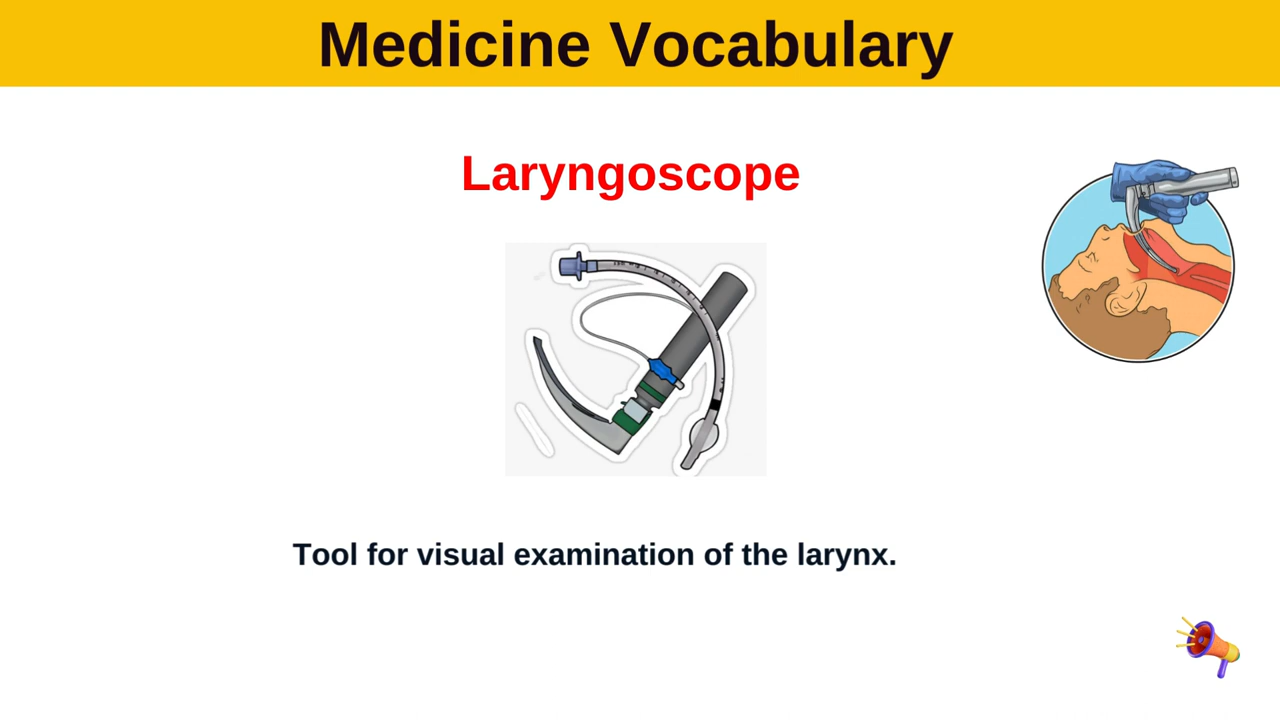 Medicine Vocabulary
Laryngoscope
Tool for visual examination of the larynx.